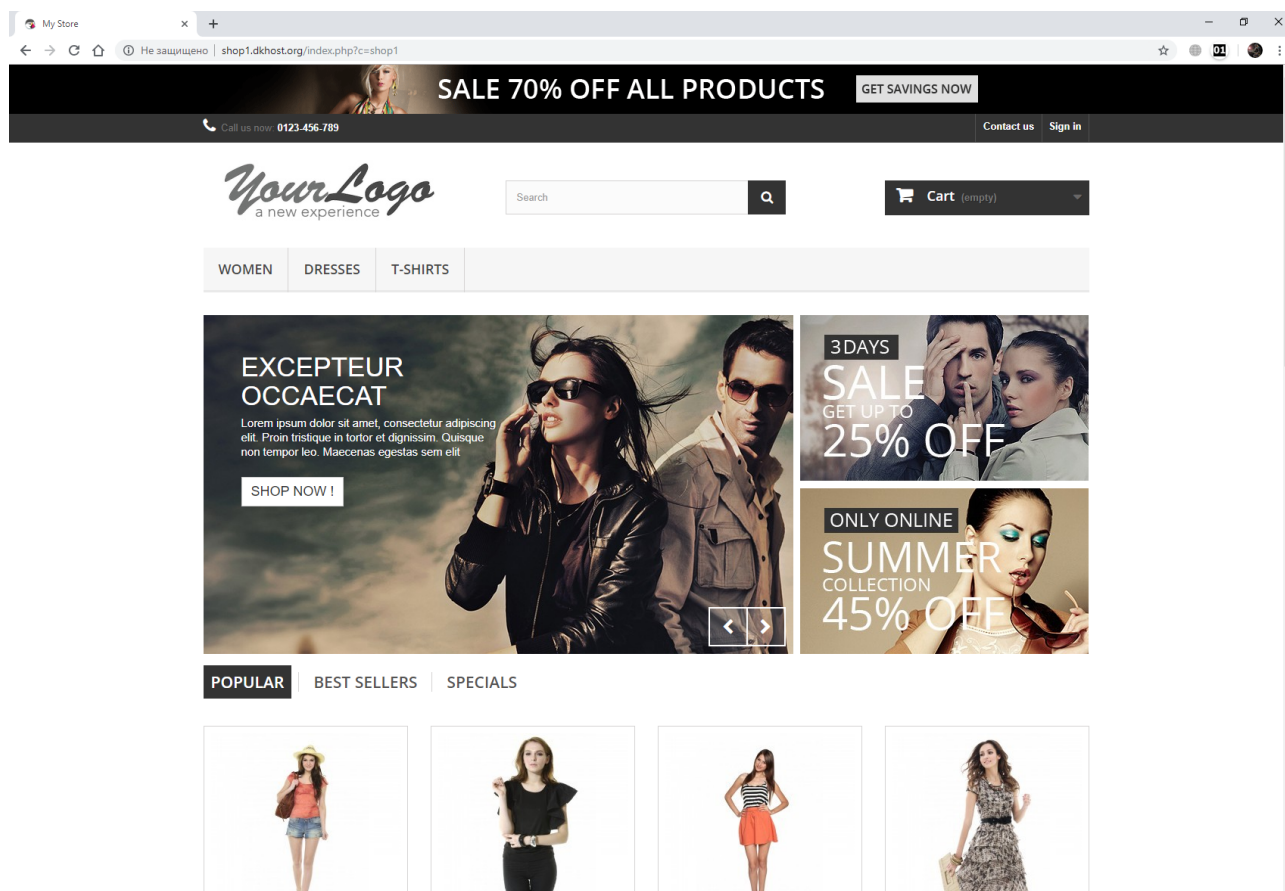 My Store
Не защищено
shop1.dkhost.org/index.php?c=shop1
01
SALE 70% OFF ALL PRODUCTS
GET SAVINGS NOW
Call us now: 0123-456-789
Contact us
Sign in
YourLogo
a new experience
Search
Cart (empty)
WOMEN
DRESSES
T-SHIRTS
EXCEPTEUR
OCCAECAT
Lorem ipsum dolor sit amet, consectetur adipiscing
elit. Proin tristique in tortor et dignissim. Quisque
non tempor leo. Maecenas egestas sem elit
SHOP NOW !
3DAYS
SALE
GET UP TO
25% OFF
ONLY ONLINE
SUMMER
COLLECTION
45% OFF
POPULAR
BEST SELLERS
SPECIALS